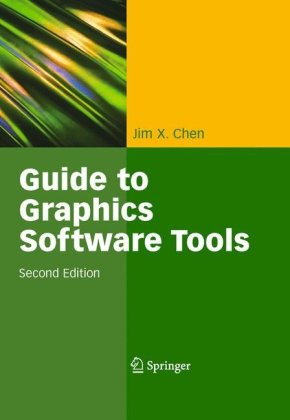 Jim X. Chen
Guide to
Graphics
Software Tools
Second Edition
Springer